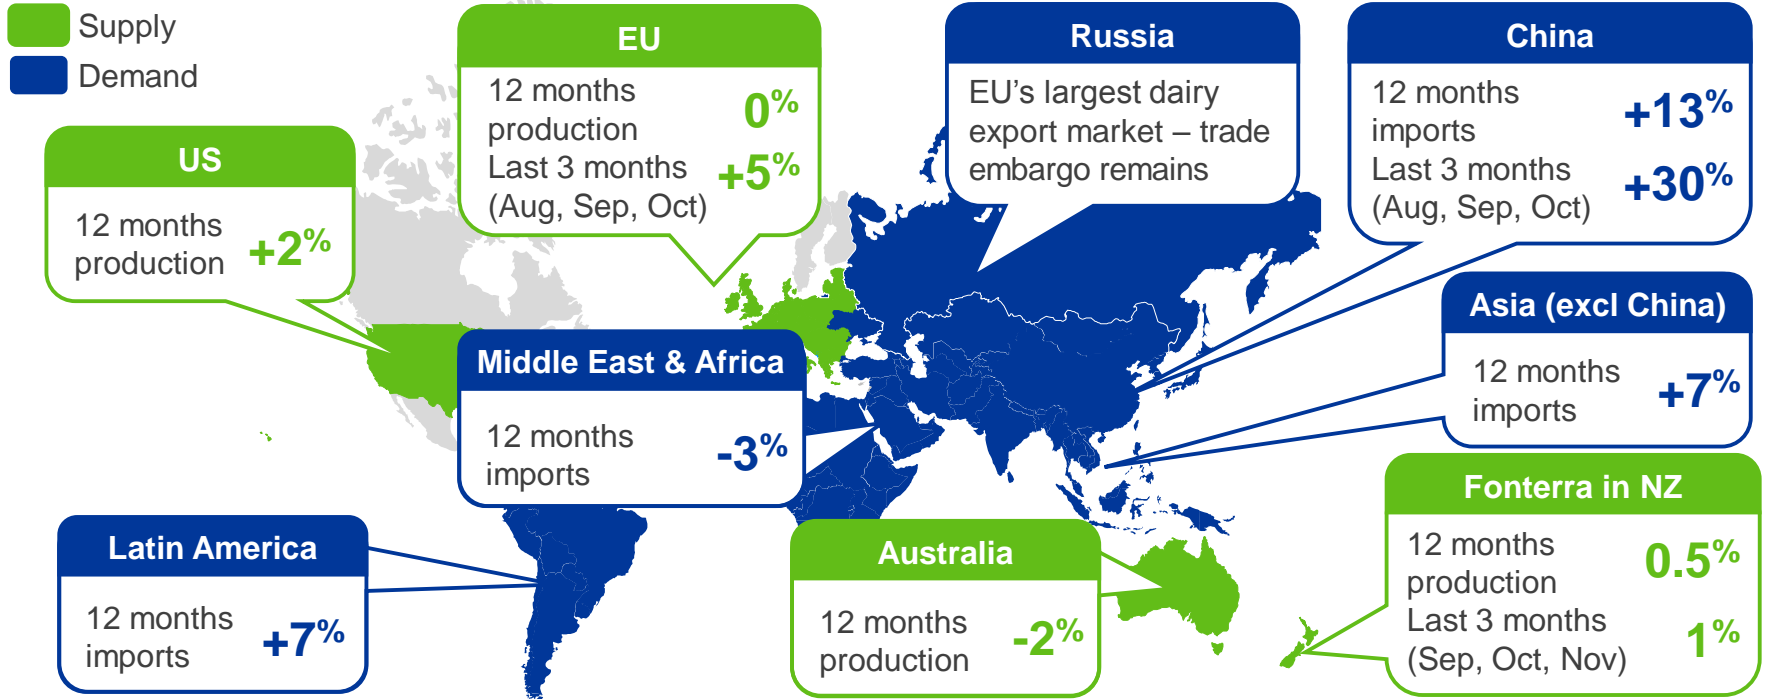 Supply
Demand
EU
12 months
production
0%
Last 3 months
(Aug, Sep, Oct)
+5%
Russia
EU’s largest dairy
export market – trade
embargo remains
China
12 months
imports
+13%
Last 3 months
(Aug, Sep, Oct)
+30%
US
12 months
production
+2%
Asia (excl China)
12 months
imports
+7%
Middle East & Africa
12 months
imports
-3%
Fonterra in NZ
12 months
production
0.5%
Last 3 months
(Sep, Oct, Nov)
1%
Latin America
12 months
imports
+7%
Australia
12 months
production
-2%